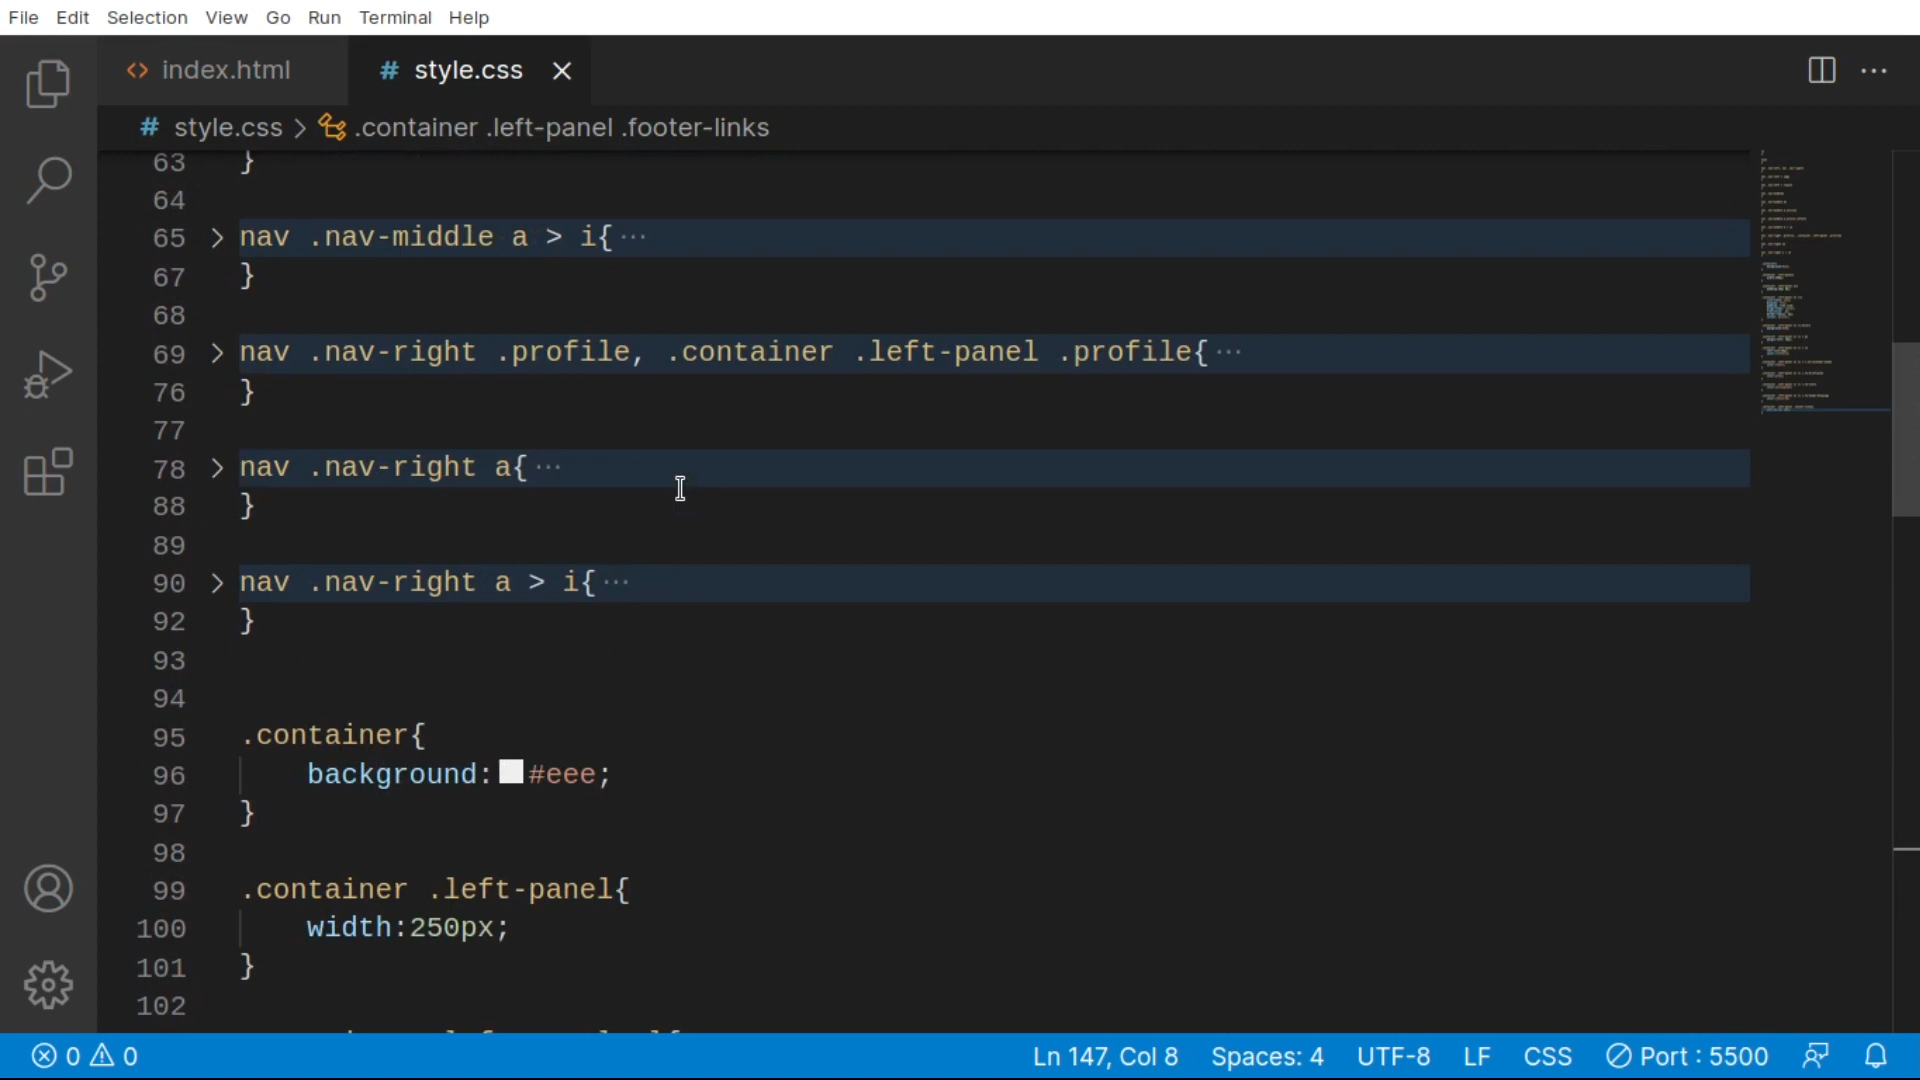 File Edit Selection View Go Run Terminal Help
<> index.html # style.css
# style.css > .container .left-panel .footer-links
63 }
64
65 > nav .nav-middle a > i{ ···
67 }
68
69 > nav .nav-right .profile, .container .left-panel .profile{ ···
76 }
77
78 > nav .nav-right a{ ···
88 }
89
90 > nav .nav-right a > i{ ···
92 }
93
94
95 .container{
96 background:#eee;
97 }
98
99 .container .left-panel{
100 width:250px;
101 }
102
0 0 Ln 147, Col 8 Spaces: 4 UTF-8 LF CSS Port : 5500